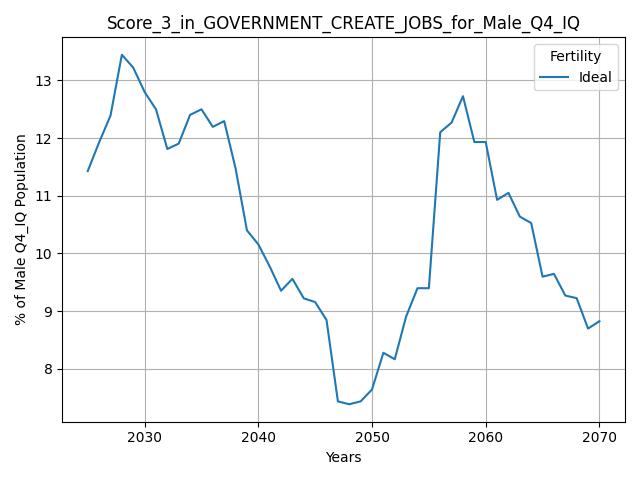 Score_3_in_GOVERNMENT_CREATE_JOBS_for_Male_Q4_IQ
Fertility
Ideal
% of Male Q4_IQ Population
13
12
11
10
9
8
2030 2040 2050 2060 2070
Years